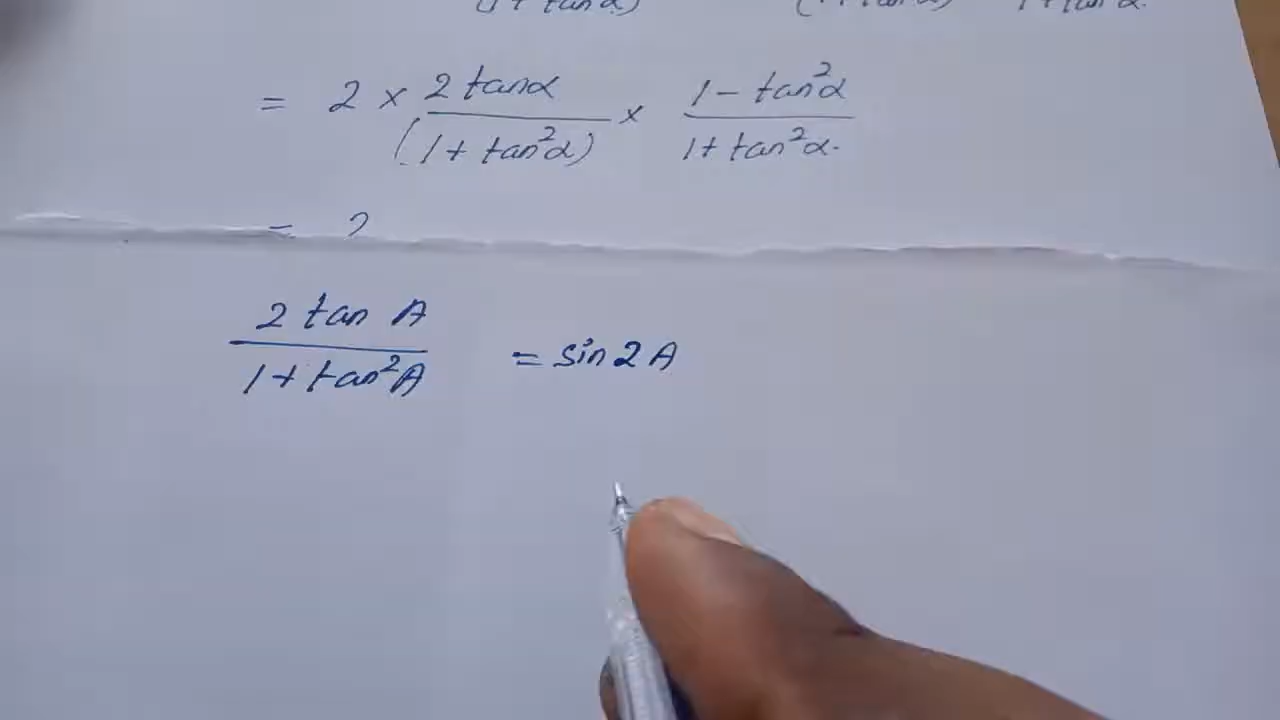 = 2 × 2 tanα / (1 + tan²α) × 1 − tan²α / 1 + tan²α.
= 2
2 tan A / 1 + tan²A = sin 2A